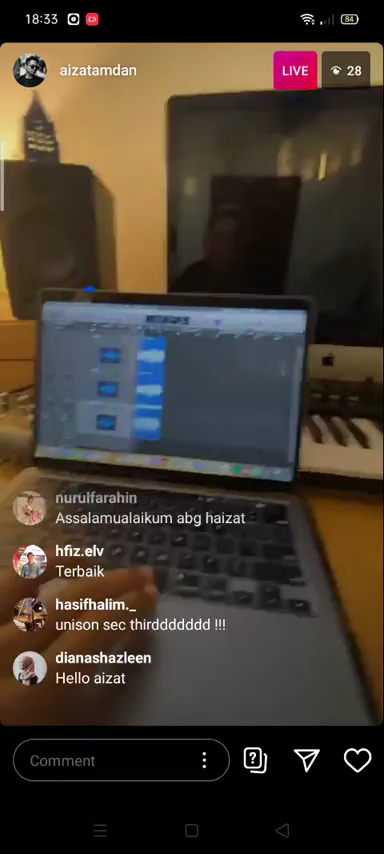 18:33
84
aizatamdan
LIVE
28
nurulfarahin
Assalamualaikum abg haizat
hfiz.elv
Terbaik
hasifhalim._
unison sec thirddddddd !!!
dianashazleen
Hello aizat
Comment